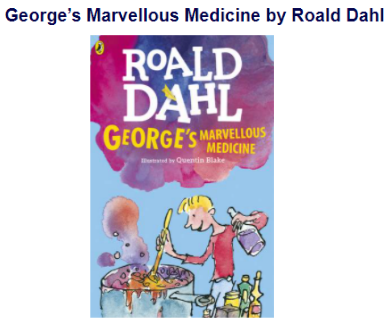 George’s Marvellous Medicine by Roald Dahl
ROALD
DAHL
GEORGE'S MARVELLOUS
MEDICINE
Illustrated by Quentin Blake